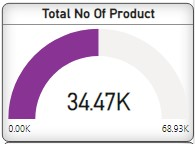 Total No Of Product
34.47K
0.00K
68.93K